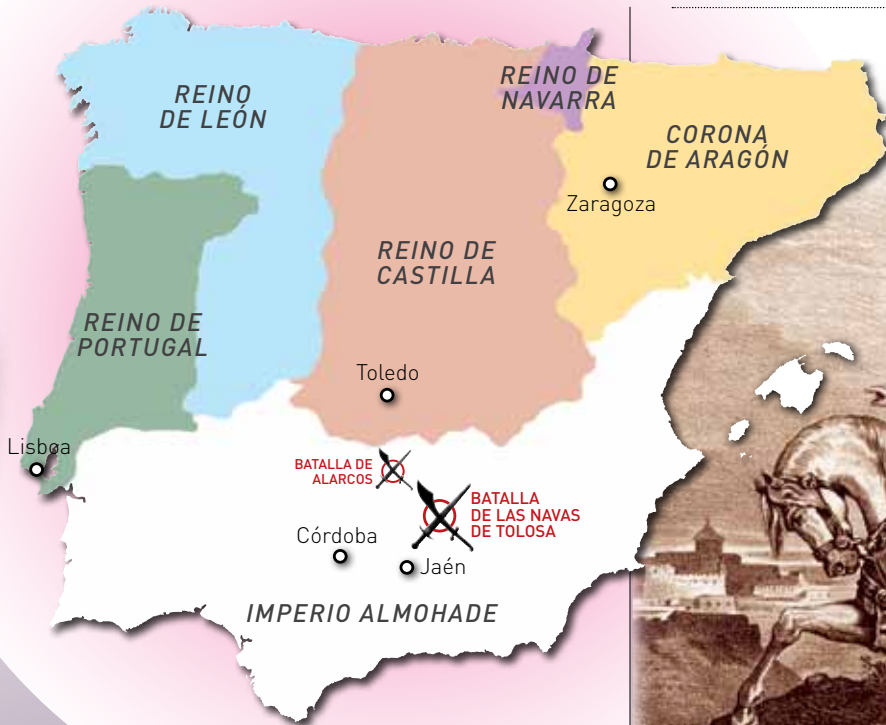 REINO
DE LEÓN
REINO DE
NAVARRA
CORONA
DE ARAGÓN
Zaragoza
REINO DE
CASTILLA
REINO DE
PORTUGAL
Toledo
Lisboa
BATALLA DE
ALARCOS
BATALLA
DE LAS NAVAS
DE TOLOSA
Córdoba
Jaén
IMPERIO ALMOHADE